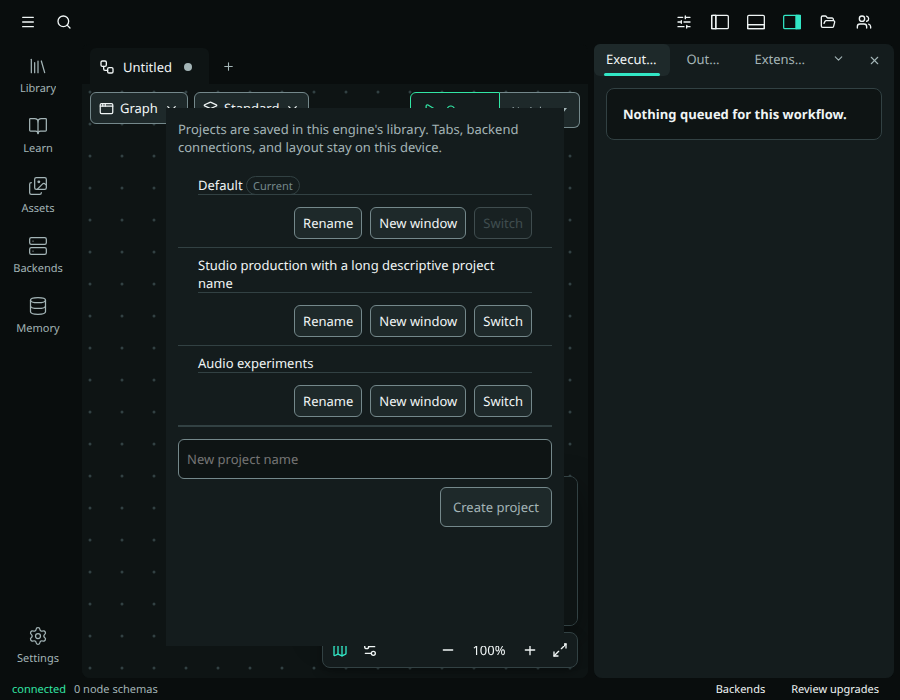 Untitled
Execut...
Out...
Extens...
Library
Learn
Assets
Backends
Memory
Settings
Graph
Standard
Projects are saved in this engine's library. Tabs, backend
connections, and layout stay on this device.
Default Current
Rename New window Switch
Studio production with a long descriptive project
name
Rename New window Switch
Audio experiments
Rename New window Switch
New project name
Create project
Nothing queued for this workflow.
100%
connected 0 node schemas
Backends Review upgrades